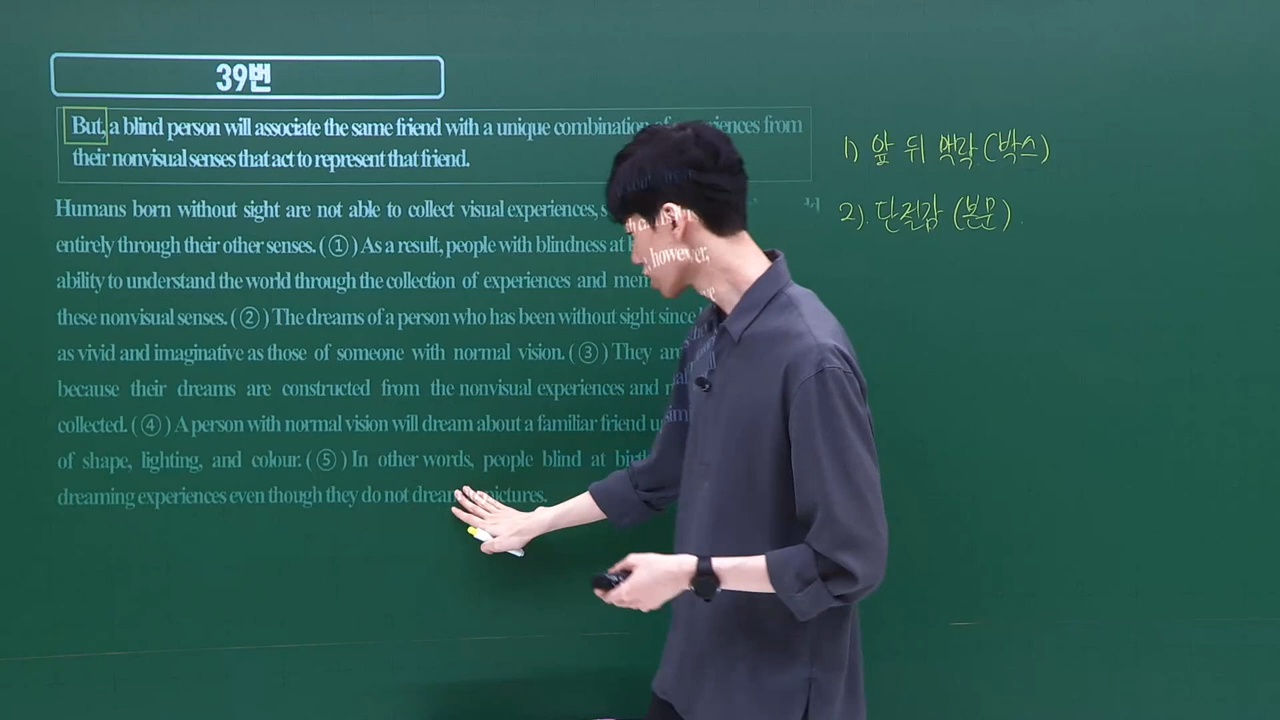 39번
But, a blind person will associate the same friend with a unique combination from
their nonvisual senses that act to represent that friend.
Humans born without sight are not able to collect visual experiences,
entirely through their other senses. ( ① ) As a result, people with blindness at however,
ability to understand the world through the collection of experiences and
these nonvisual senses. ( ② ) The dreams of a person who has been without sight since
as vivid and imaginative as those of someone with normal vision. ( ③ ) They
because their dreams are constructed from the nonvisual experiences and
collected. ( ④ ) A person with normal vision will dream about a familiar friend
of shape, lighting, and colour. ( ⑤ ) In other words, people blind at
dreaming experiences even though they do not pictures.
1) 앞 뒤 맥락 (박스)
2). 단절감 (본문).